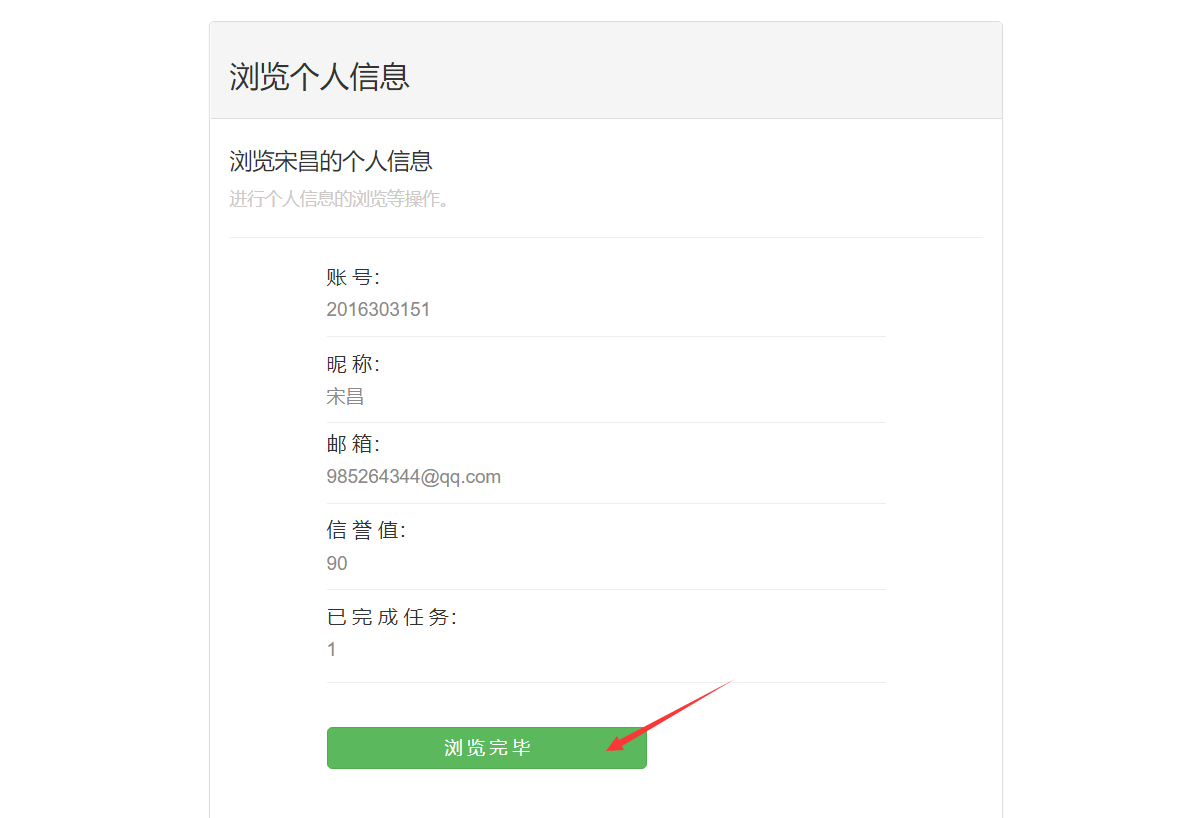 浏览个人信息
浏览宋昌的个人信息
进行个人信息的浏览等操作。
账 号：
2016303151
昵 称：
宋昌
邮 箱：
985264344@qq.com
信 誉 值：
90
已 完 成 任 务：
1
浏览完毕